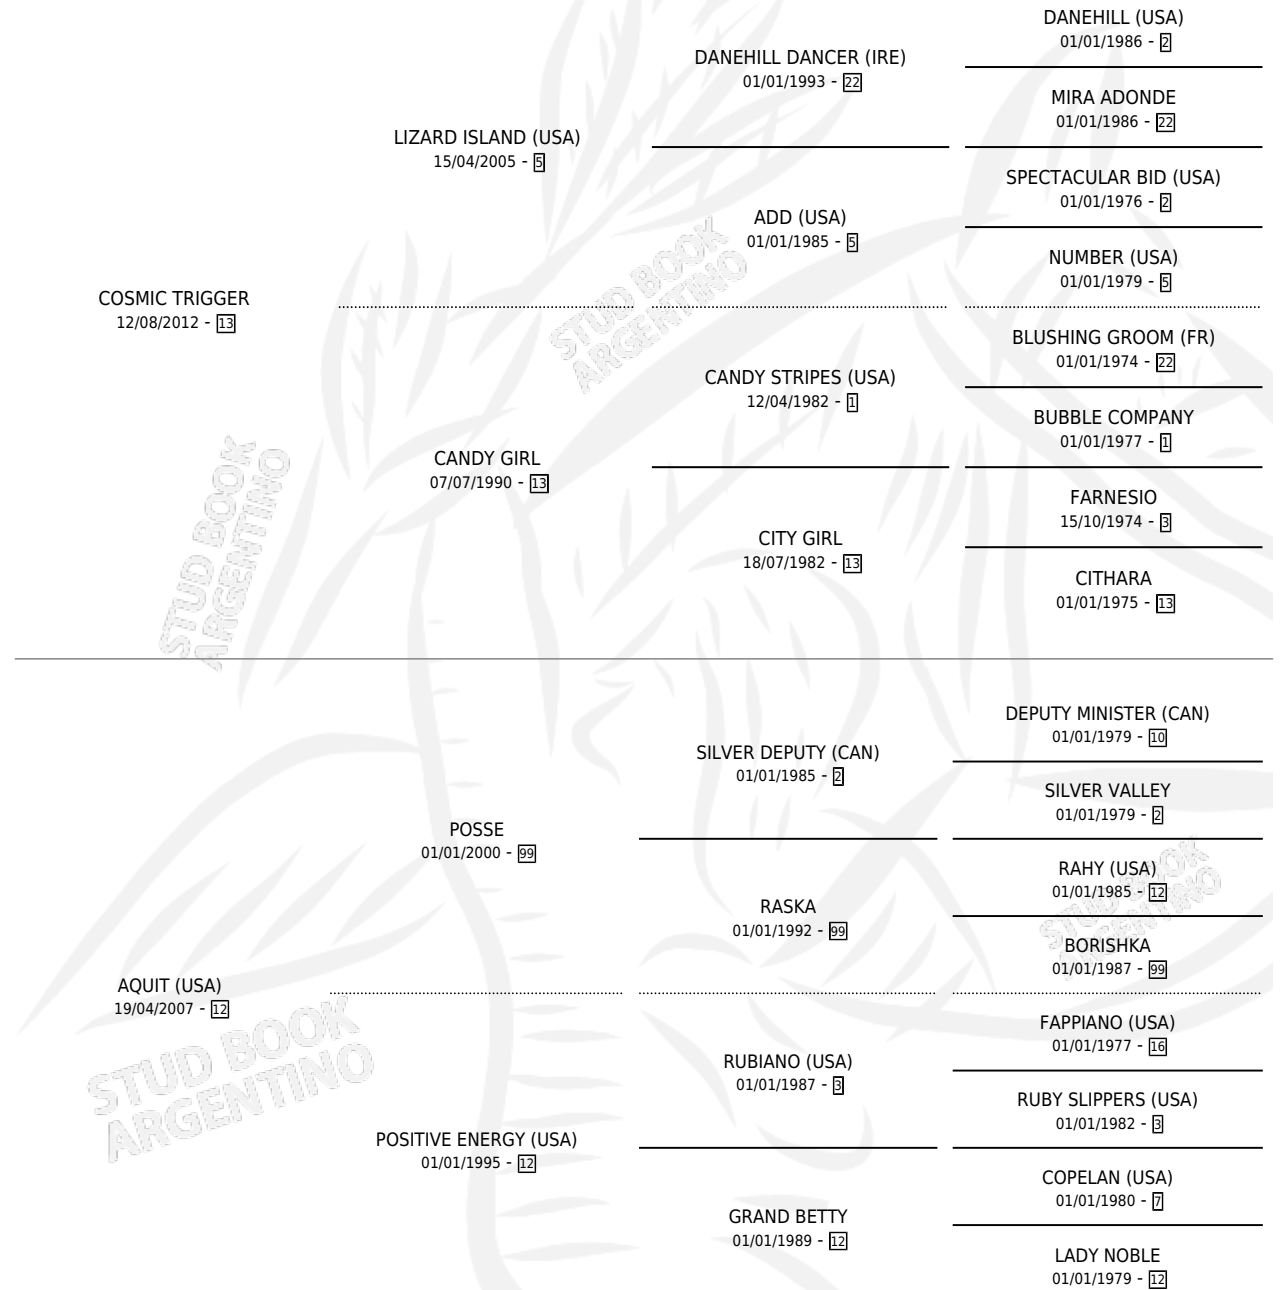 DANEHILL (USA)
01/01/1986 - 2
DANEHILL DANCER (IRE)
01/01/1993 - 22
MIRA ADONDE
01/01/1986 - 22
LIZARD ISLAND (USA)
15/04/2005 - 5
SPECTACULAR BID (USA)
01/01/1976 - 2
ADD (USA)
01/01/1985 - 5
NUMBER (USA)
01/01/1979 - 5
COSMIC TRIGGER
12/08/2012 - 13
BLUSHING GROOM (FR)
01/01/1974 - 22
CANDY STRIPES (USA)
12/04/1982 - 1
BUBBLE COMPANY
01/01/1977 - 1
CANDY GIRL
07/07/1990 - 13
FARNESIO
15/10/1974 - 3
CITY GIRL
18/07/1982 - 13
CITHARA
01/01/1975 - 13
DEPUTY MINISTER (CAN)
01/01/1979 - 10
SILVER DEPUTY (CAN)
01/01/1985 - 2
SILVER VALLEY
01/01/1979 - 2
POSSE
01/01/2000 - 99
RAHY (USA)
01/01/1985 - 12
RASKA
01/01/1992 - 99
BORISHKA
01/01/1987 - 99
AQUIT (USA)
19/04/2007 - 12
FAPPIANO (USA)
01/01/1977 - 16
RUBIANO (USA)
01/01/1987 - 3
RUBY SLIPPERS (USA)
01/01/1982 - 3
POSITIVE ENERGY (USA)
01/01/1995 - 12
COPELAN (USA)
01/01/1980 - 7
GRAND BETTY
01/01/1989 - 12
LADY NOBLE
01/01/1979 - 12
STUD BOOK
ARGENTINO
STUD BOOK
ARGENTINO
STUD BOOK
ARGENTINO
STUD BOOK
ARGENTINO